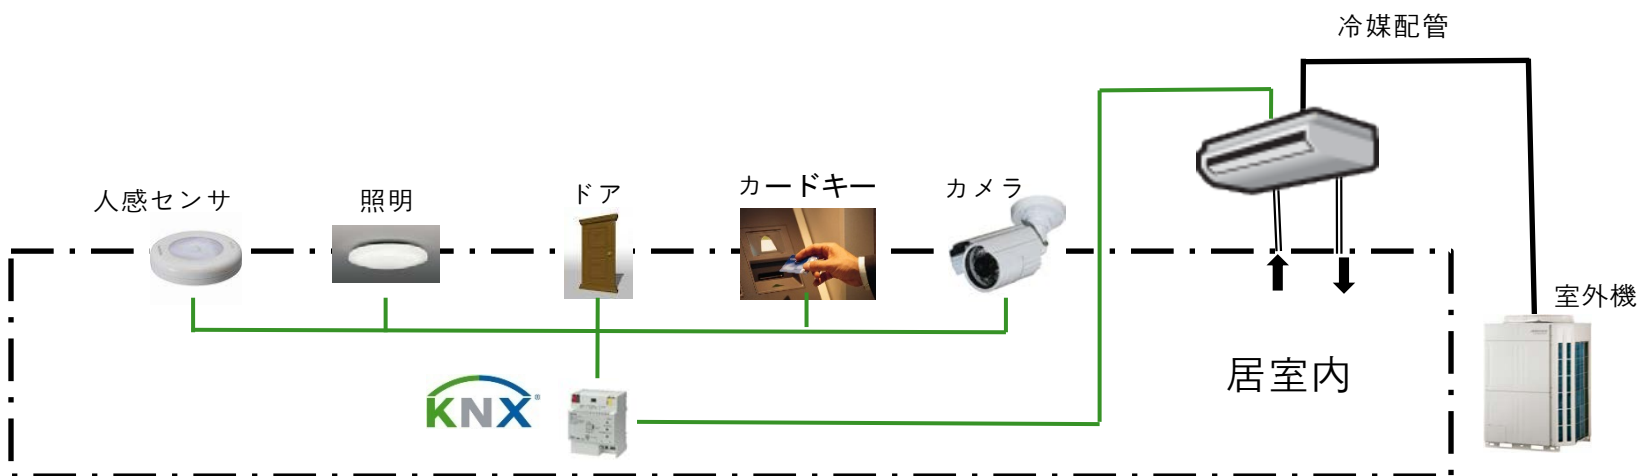 冷媒配管
人感センサ
照明
ドア
カードキー
カメラ
室外機
居室内
KNX®